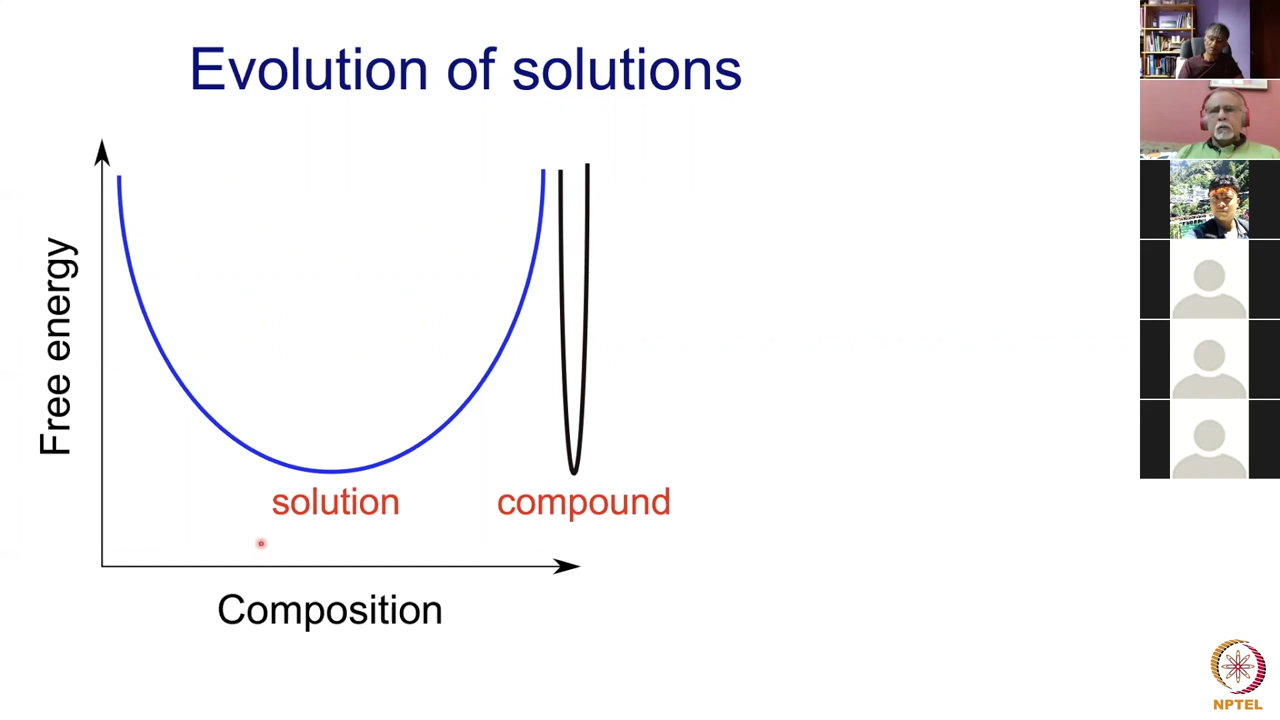 Evolution of solutions
Free energy
solution
compound
Composition
NPTEL